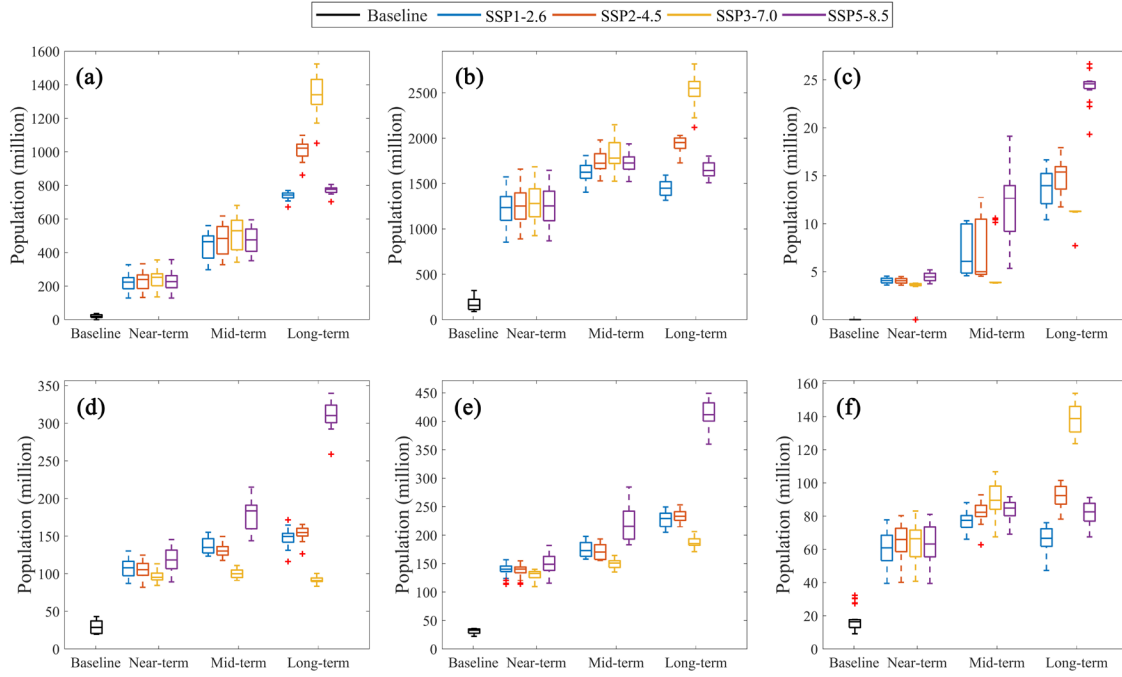 Baseline SSP1-2.6 SSP2-4.5 SSP3-7.0 SSP5-8.5
(a)
Population (million)
1600
1400
1200
1000
800
600
400
200
0
Baseline Near-term Mid-term Long-term
(b)
Population (million)
2500
2000
1500
1000
500
0
Baseline Near-term Mid-term Long-term
(c)
Population (million)
25
20
15
10
5
0
Baseline Near-term Mid-term Long-term
(d)
Population (million)
350
300
250
200
150
100
50
0
Baseline Near-term Mid-term Long-term
(e)
Population (million)
450
400
350
300
250
200
150
100
50
0
Baseline Near-term Mid-term Long-term
(f)
Population (million)
160
140
120
100
80
60
40
20
0
Baseline Near-term Mid-term Long-term